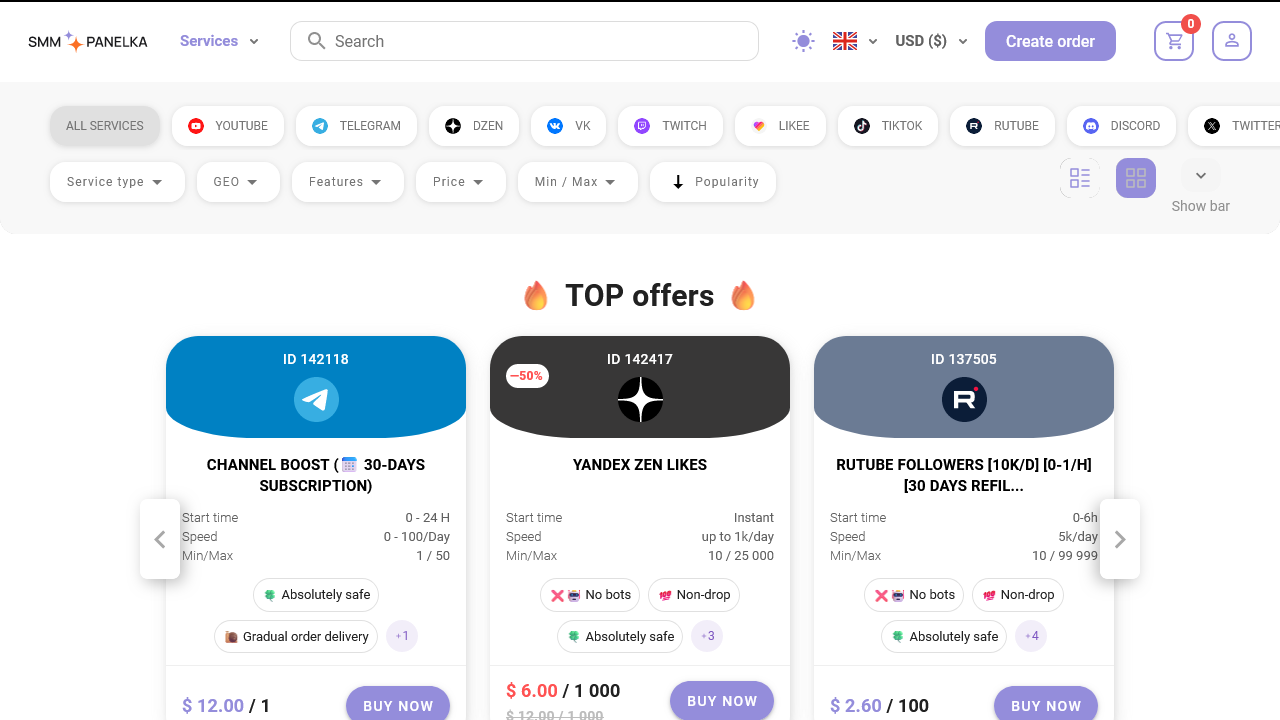 SMM PANELKA
Services
Search
USD ($)
Create order
0
ALL SERVICES
YOUTUBE
TELEGRAM
DZEN
VK
TWITCH
LIKEE
TIKTOK
RUTUBE
DISCORD
TWITTER
Service type
GEO
Features
Price
Min / Max
Popularity
Show bar
TOP offers
ID 142118
CHANNEL BOOST (🗓 30-DAYS
SUBSCRIPTION)
Start time 0 - 24 H
Speed 0 - 100/Day
Min/Max 1 / 50
Absolutely safe
Gradual order delivery
+1
$ 12.00 / 1
BUY NOW
ID 142417
—50%
YANDEX ZEN LIKES
Start time Instant
Speed up to 1k/day
Min/Max 10 / 25 000
No bots
Non-drop
Absolutely safe
+3
$ 6.00 / 1 000
$ 12.00 / 1 000
BUY NOW
ID 137505
RUTUBE FOLLOWERS [10K/D] [0-1/H]
[30 DAYS REFIL...
Start time 0-6h
Speed 5k/day
Min/Max 10 / 99 999
No bots
Non-drop
Absolutely safe
+4
$ 2.60 / 100
BUY NOW